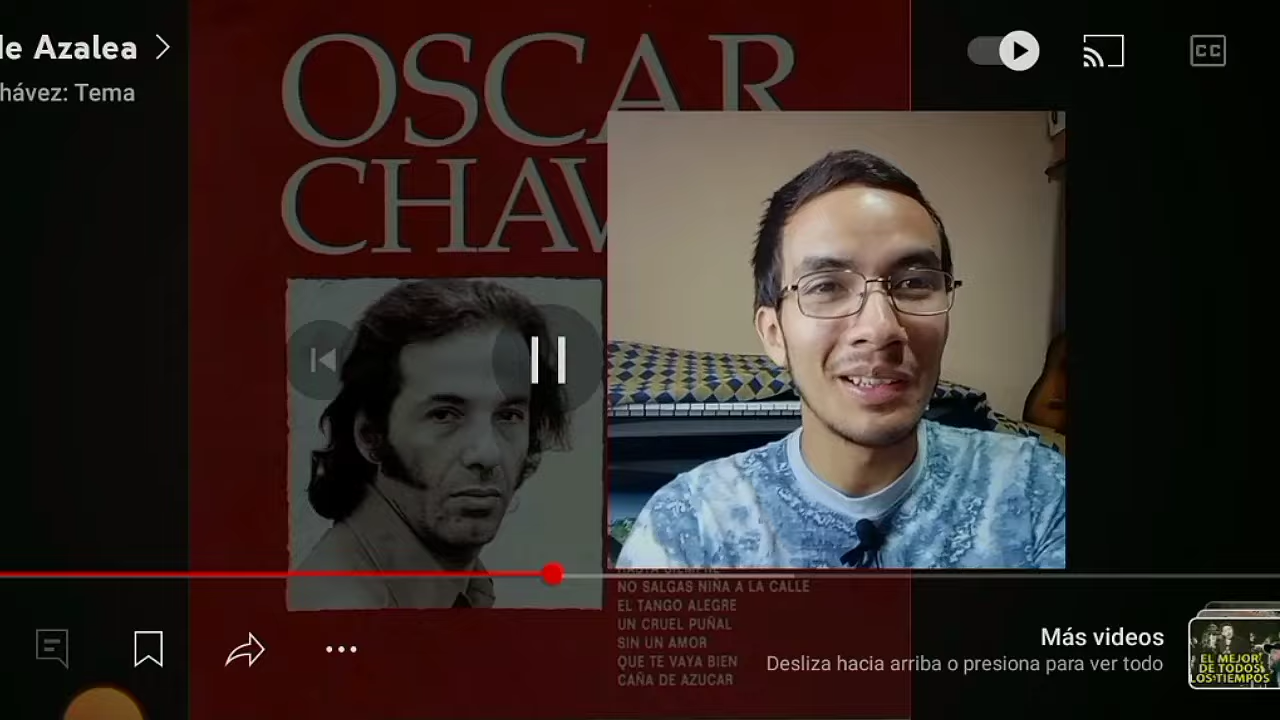 de Azalea
hávez: Tema
CC
OSCAR
CHAV
NO SALGAS NIÑA A LA CALLE
EL TANGO ALEGRE
UN CRUEL PUÑAL
SIN UN AMOR
QUE TE VAYA BIEN
CAÑA DE AZUCAR
Más videos
Desliza hacia arriba o presiona para ver todo
EL MEJOR
DE TODOS
LOS TIEMPOS